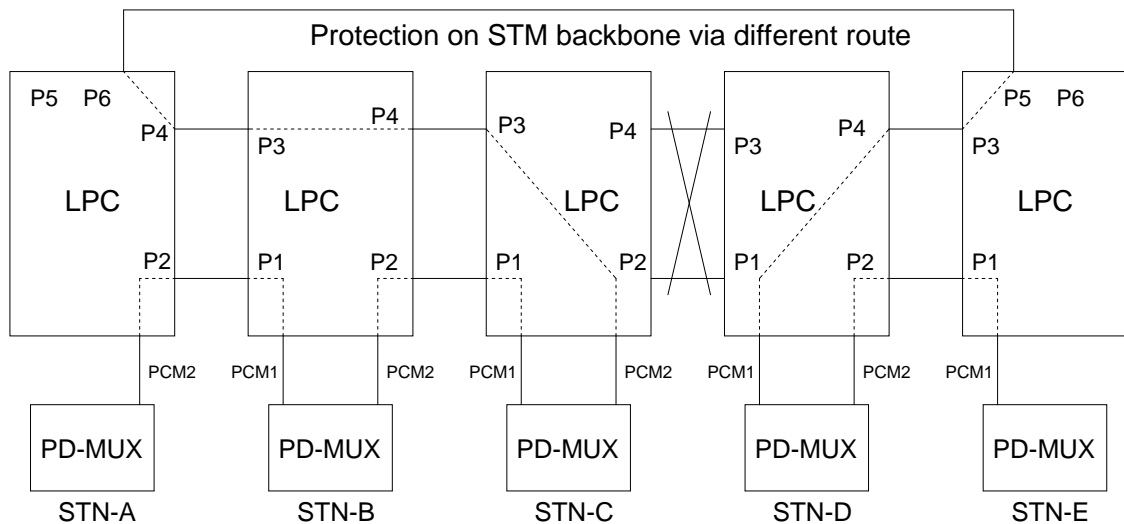 Protection on STM backbone via different route
P5 P6 P5 P6
P4 P4 P3 P4 P4
P3 P3 P3
LPC LPC LPC LPC LPC
P2 P1 P2 P1 P2 P1 P2 P1
PCM2 PCM1 PCM2 PCM1 PCM2 PCM1 PCM2 PCM1
PD-MUX PD-MUX PD-MUX PD-MUX PD-MUX
STN-A STN-B STN-C STN-D STN-E